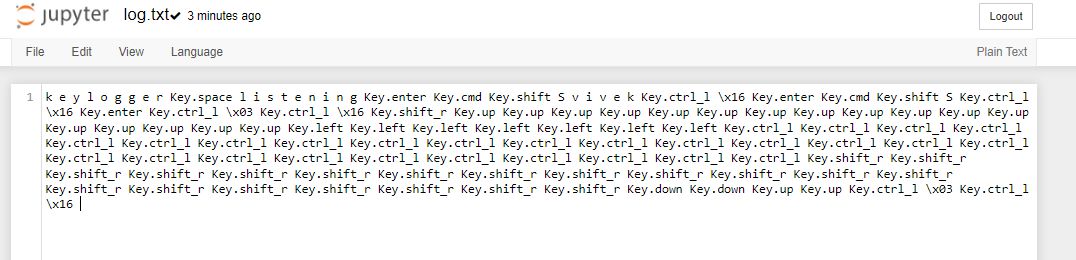 jupyter log.txt✔ 3 minutes ago
Logout
File Edit View Language Plain Text
1 k e y l o g g e r Key.space l i s t e n i n g Key.enter Key.cmd Key.shift S v i v e k Key.ctrl_l \x16 Key.enter Key.cmd Key.shift S Key.ctrl_l
\x16 Key.enter Key.ctrl_l \x03 Key.ctrl_l \x16 Key.shift_r Key.up Key.up Key.up Key.up Key.up Key.up Key.up Key.up Key.up Key.up Key.up Key.up
Key.up Key.up Key.up Key.up Key.up Key.left Key.left Key.left Key.left Key.left Key.left Key.left Key.ctrl_l Key.ctrl_l Key.ctrl_l Key.ctrl_l
Key.ctrl_l Key.ctrl_l Key.ctrl_l Key.ctrl_l Key.ctrl_l Key.ctrl_l Key.ctrl_l Key.ctrl_l Key.ctrl_l Key.ctrl_l Key.ctrl_l Key.ctrl_l Key.ctrl_l
Key.ctrl_l Key.ctrl_l Key.ctrl_l Key.ctrl_l Key.ctrl_l Key.ctrl_l Key.ctrl_l Key.ctrl_l Key.ctrl_l Key.ctrl_l Key.shift_r Key.shift_r
Key.shift_r Key.shift_r Key.shift_r Key.shift_r Key.shift_r Key.shift_r Key.shift_r Key.shift_r Key.shift_r Key.shift_r Key.shift_r
Key.shift_r Key.shift_r Key.shift_r Key.shift_r Key.shift_r Key.shift_r Key.shift_r Key.down Key.down Key.up Key.up Key.ctrl_l \x03 Key.ctrl_l
\x16